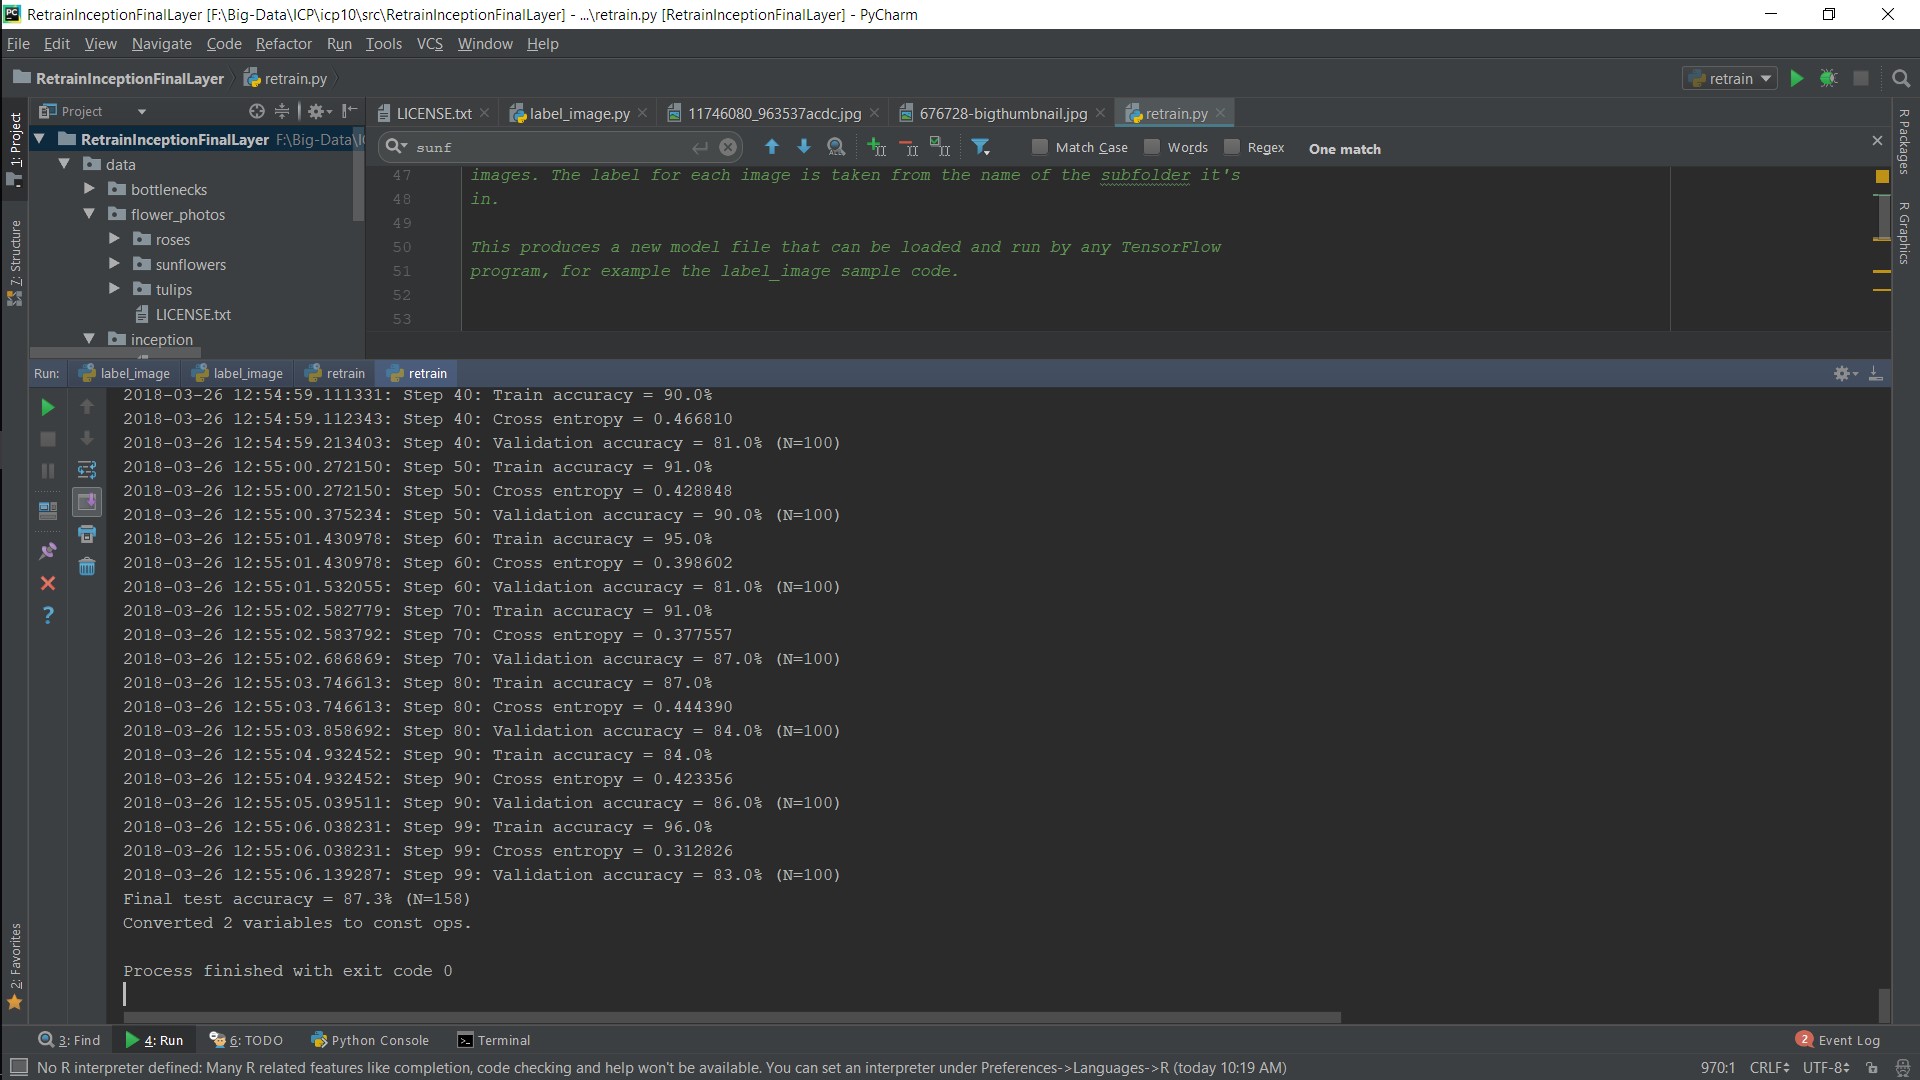 RetrainInceptionFinalLayer [F:\Big-Data\ICP\icp10\src\RetrainInceptionFinalLayer] - ...\retrain.py [RetrainInceptionFinalLayer] - PyCharm
File Edit View Navigate Code Refactor Run Tools VCS Window Help
RetrainInceptionFinalLayer retrain.py
retrain
Project
LICENSE.txt label_image.py 11746080_963537acdc.jpg 676728-bigthumbnail.jpg retrain.py
sunf Match Case Words Regex One match
1: Project
7: Structure
2: Favorites
R Packages
R Graphics
RetrainInceptionFinalLayer F:\Big-Data\I
data
bottlenecks
flower_photos
roses
sunflowers
tulips
LICENSE.txt
inception
47 images. The label for each image is taken from the name of the subfolder it's
48 in.
49
50 This produces a new model file that can be loaded and run by any TensorFlow
51 program, for example the label_image sample code.
52
53
Run: label_image label_image retrain retrain
2018-03-26 12:54:59.111331: Step 40: Train accuracy = 90.0%
2018-03-26 12:54:59.112343: Step 40: Cross entropy = 0.466810
2018-03-26 12:54:59.213403: Step 40: Validation accuracy = 81.0% (N=100)
2018-03-26 12:55:00.272150: Step 50: Train accuracy = 91.0%
2018-03-26 12:55:00.272150: Step 50: Cross entropy = 0.428848
2018-03-26 12:55:00.375234: Step 50: Validation accuracy = 90.0% (N=100)
2018-03-26 12:55:01.430978: Step 60: Train accuracy = 95.0%
2018-03-26 12:55:01.430978: Step 60: Cross entropy = 0.398602
2018-03-26 12:55:01.532055: Step 60: Validation accuracy = 81.0% (N=100)
2018-03-26 12:55:02.582779: Step 70: Train accuracy = 91.0%
2018-03-26 12:55:02.583792: Step 70: Cross entropy = 0.377557
2018-03-26 12:55:02.686869: Step 70: Validation accuracy = 87.0% (N=100)
2018-03-26 12:55:03.746613: Step 80: Train accuracy = 87.0%
2018-03-26 12:55:03.746613: Step 80: Cross entropy = 0.444390
2018-03-26 12:55:03.858692: Step 80: Validation accuracy = 84.0% (N=100)
2018-03-26 12:55:04.932452: Step 90: Train accuracy = 84.0%
2018-03-26 12:55:04.932452: Step 90: Cross entropy = 0.423356
2018-03-26 12:55:05.039511: Step 90: Validation accuracy = 86.0% (N=100)
2018-03-26 12:55:06.038231: Step 99: Train accuracy = 96.0%
2018-03-26 12:55:06.038231: Step 99: Cross entropy = 0.312826
2018-03-26 12:55:06.139287: Step 99: Validation accuracy = 83.0% (N=100)
Final test accuracy = 87.3% (N=158)
Converted 2 variables to const ops.
Process finished with exit code 0
3: Find 4: Run 6: TODO Python Console Terminal 2 Event Log
No R interpreter defined: Many R related features like completion, code checking and help won't be available. You can set an interpreter under Preferences->Languages->R (today 10:19 AM) 970:1 CRLF UTF-8